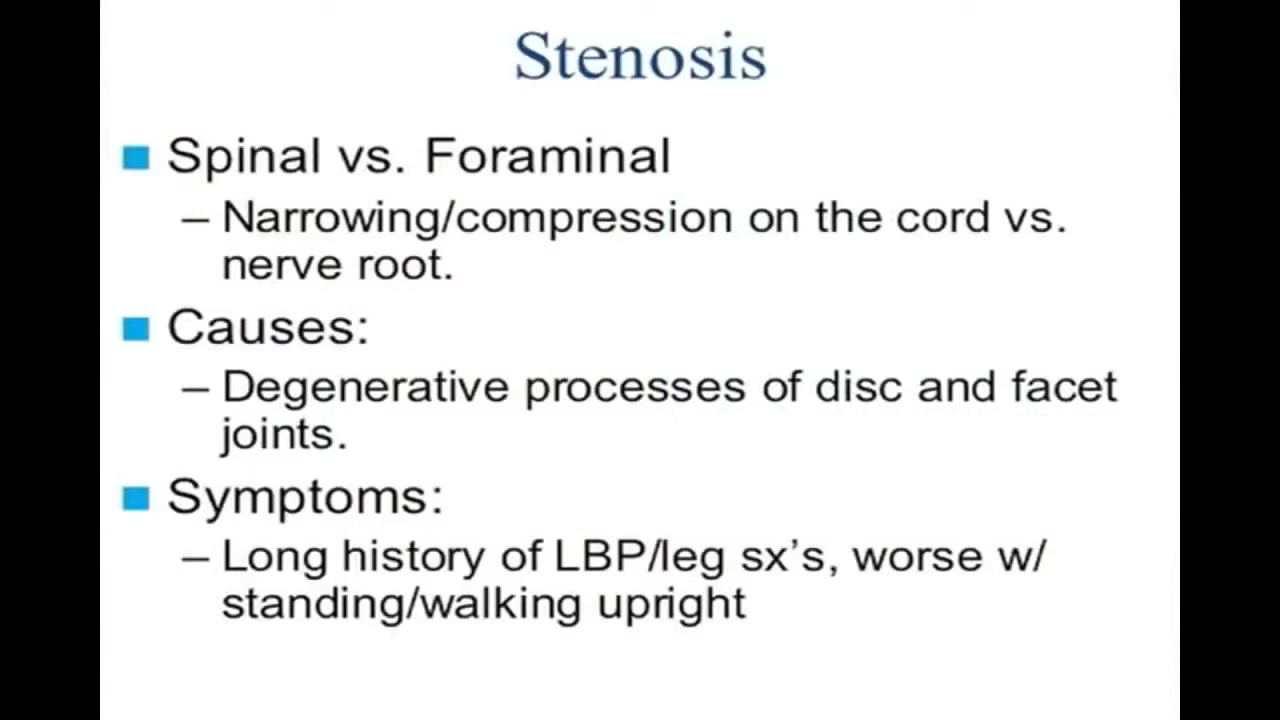 Stenosis
Spinal vs. Foraminal
– Narrowing/compression on the cord vs.
nerve root.
Causes:
– Degenerative processes of disc and facet
joints.
Symptoms:
– Long history of LBP/leg sx’s, worse w/
standing/walking upright